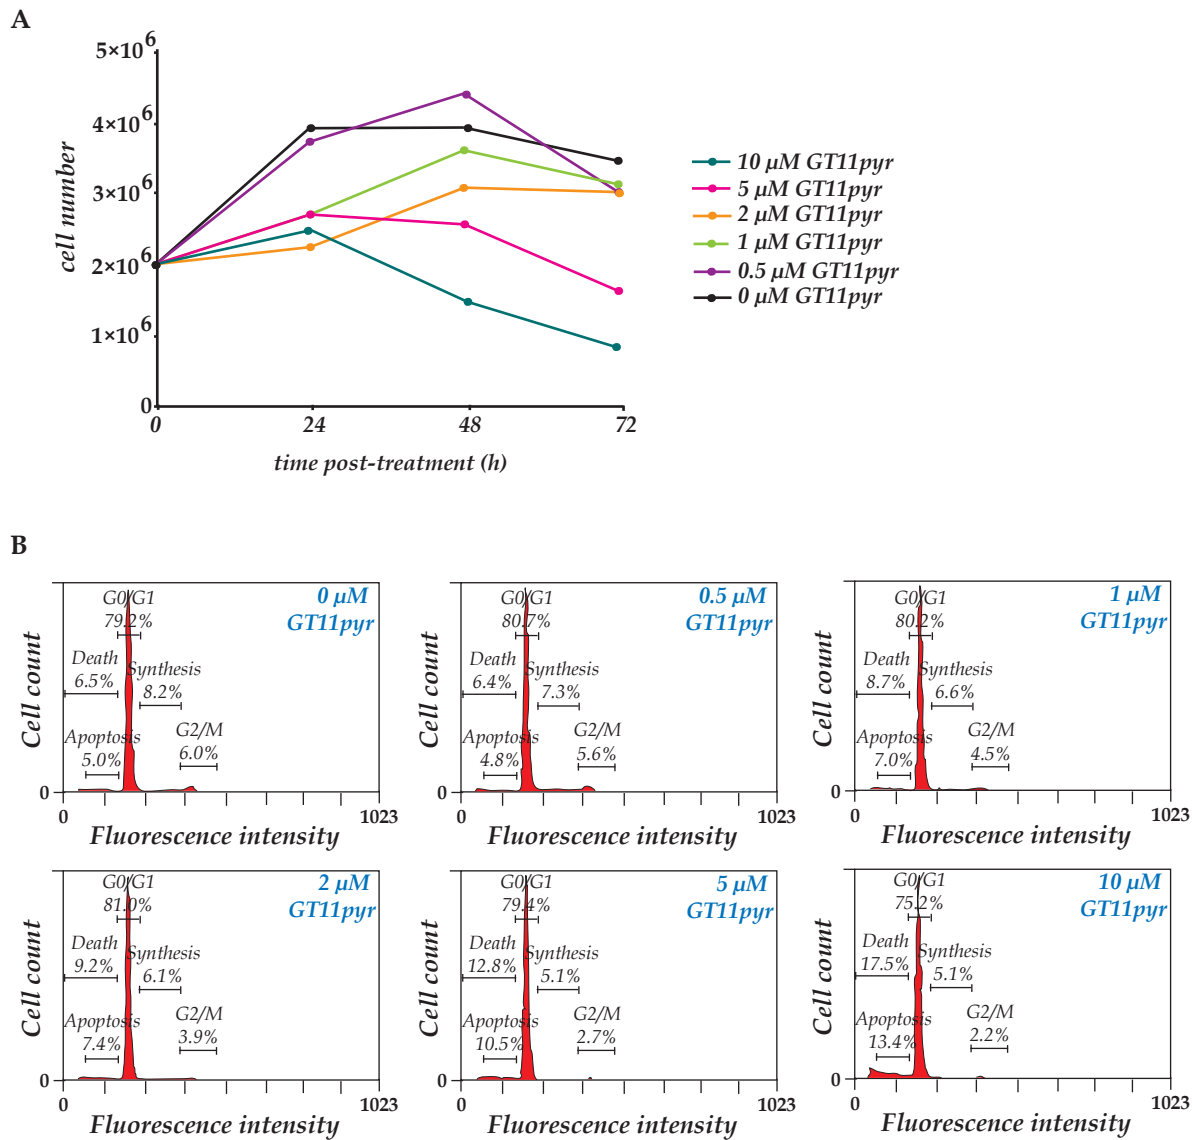 A
5×10⁶
4×10⁶
3×10⁶
2×10⁶
1×10⁶
0
cell number
0 24 48 72
time post-treatment (h)
10 µM GT11pyr
5 µM GT11pyr
2 µM GT11pyr
1 µM GT11pyr
0.5 µM GT11pyr
0 µM GT11pyr
B
0 µM
GT11pyr
G0/G1
79.2%
Death
6.5%
Synthesis
8.2%
Apoptosis
5.0%
G2/M
6.0%
Cell count
0
0 1023
Fluorescence intensity
0.5 µM
GT11pyr
G0/G1
80.7%
Death
6.4%
Synthesis
7.3%
Apoptosis
4.8%
G2/M
5.6%
Cell count
0
0 1023
Fluorescence intensity
1 µM
GT11pyr
G0/G1
80.2%
Death
8.7%
Synthesis
6.6%
Apoptosis
7.0%
G2/M
4.5%
Cell count
0
0 1023
Fluorescence intensity
2 µM
GT11pyr
G0/G1
81.0%
Death
9.2%
Synthesis
6.1%
Apoptosis
7.4%
G2/M
3.9%
Cell count
0
0 1023
Fluorescence intensity
5 µM
GT11pyr
G0/G1
79.4%
Death
12.8%
Synthesis
5.1%
Apoptosis
10.5%
G2/M
2.7%
Cell count
0
0 1023
Fluorescence intensity
10 µM
GT11pyr
G0/G1
75.2%
Death
17.5%
Synthesis
5.1%
Apoptosis
13.4%
G2/M
2.2%
Cell count
0
0 1023
Fluorescence intensity